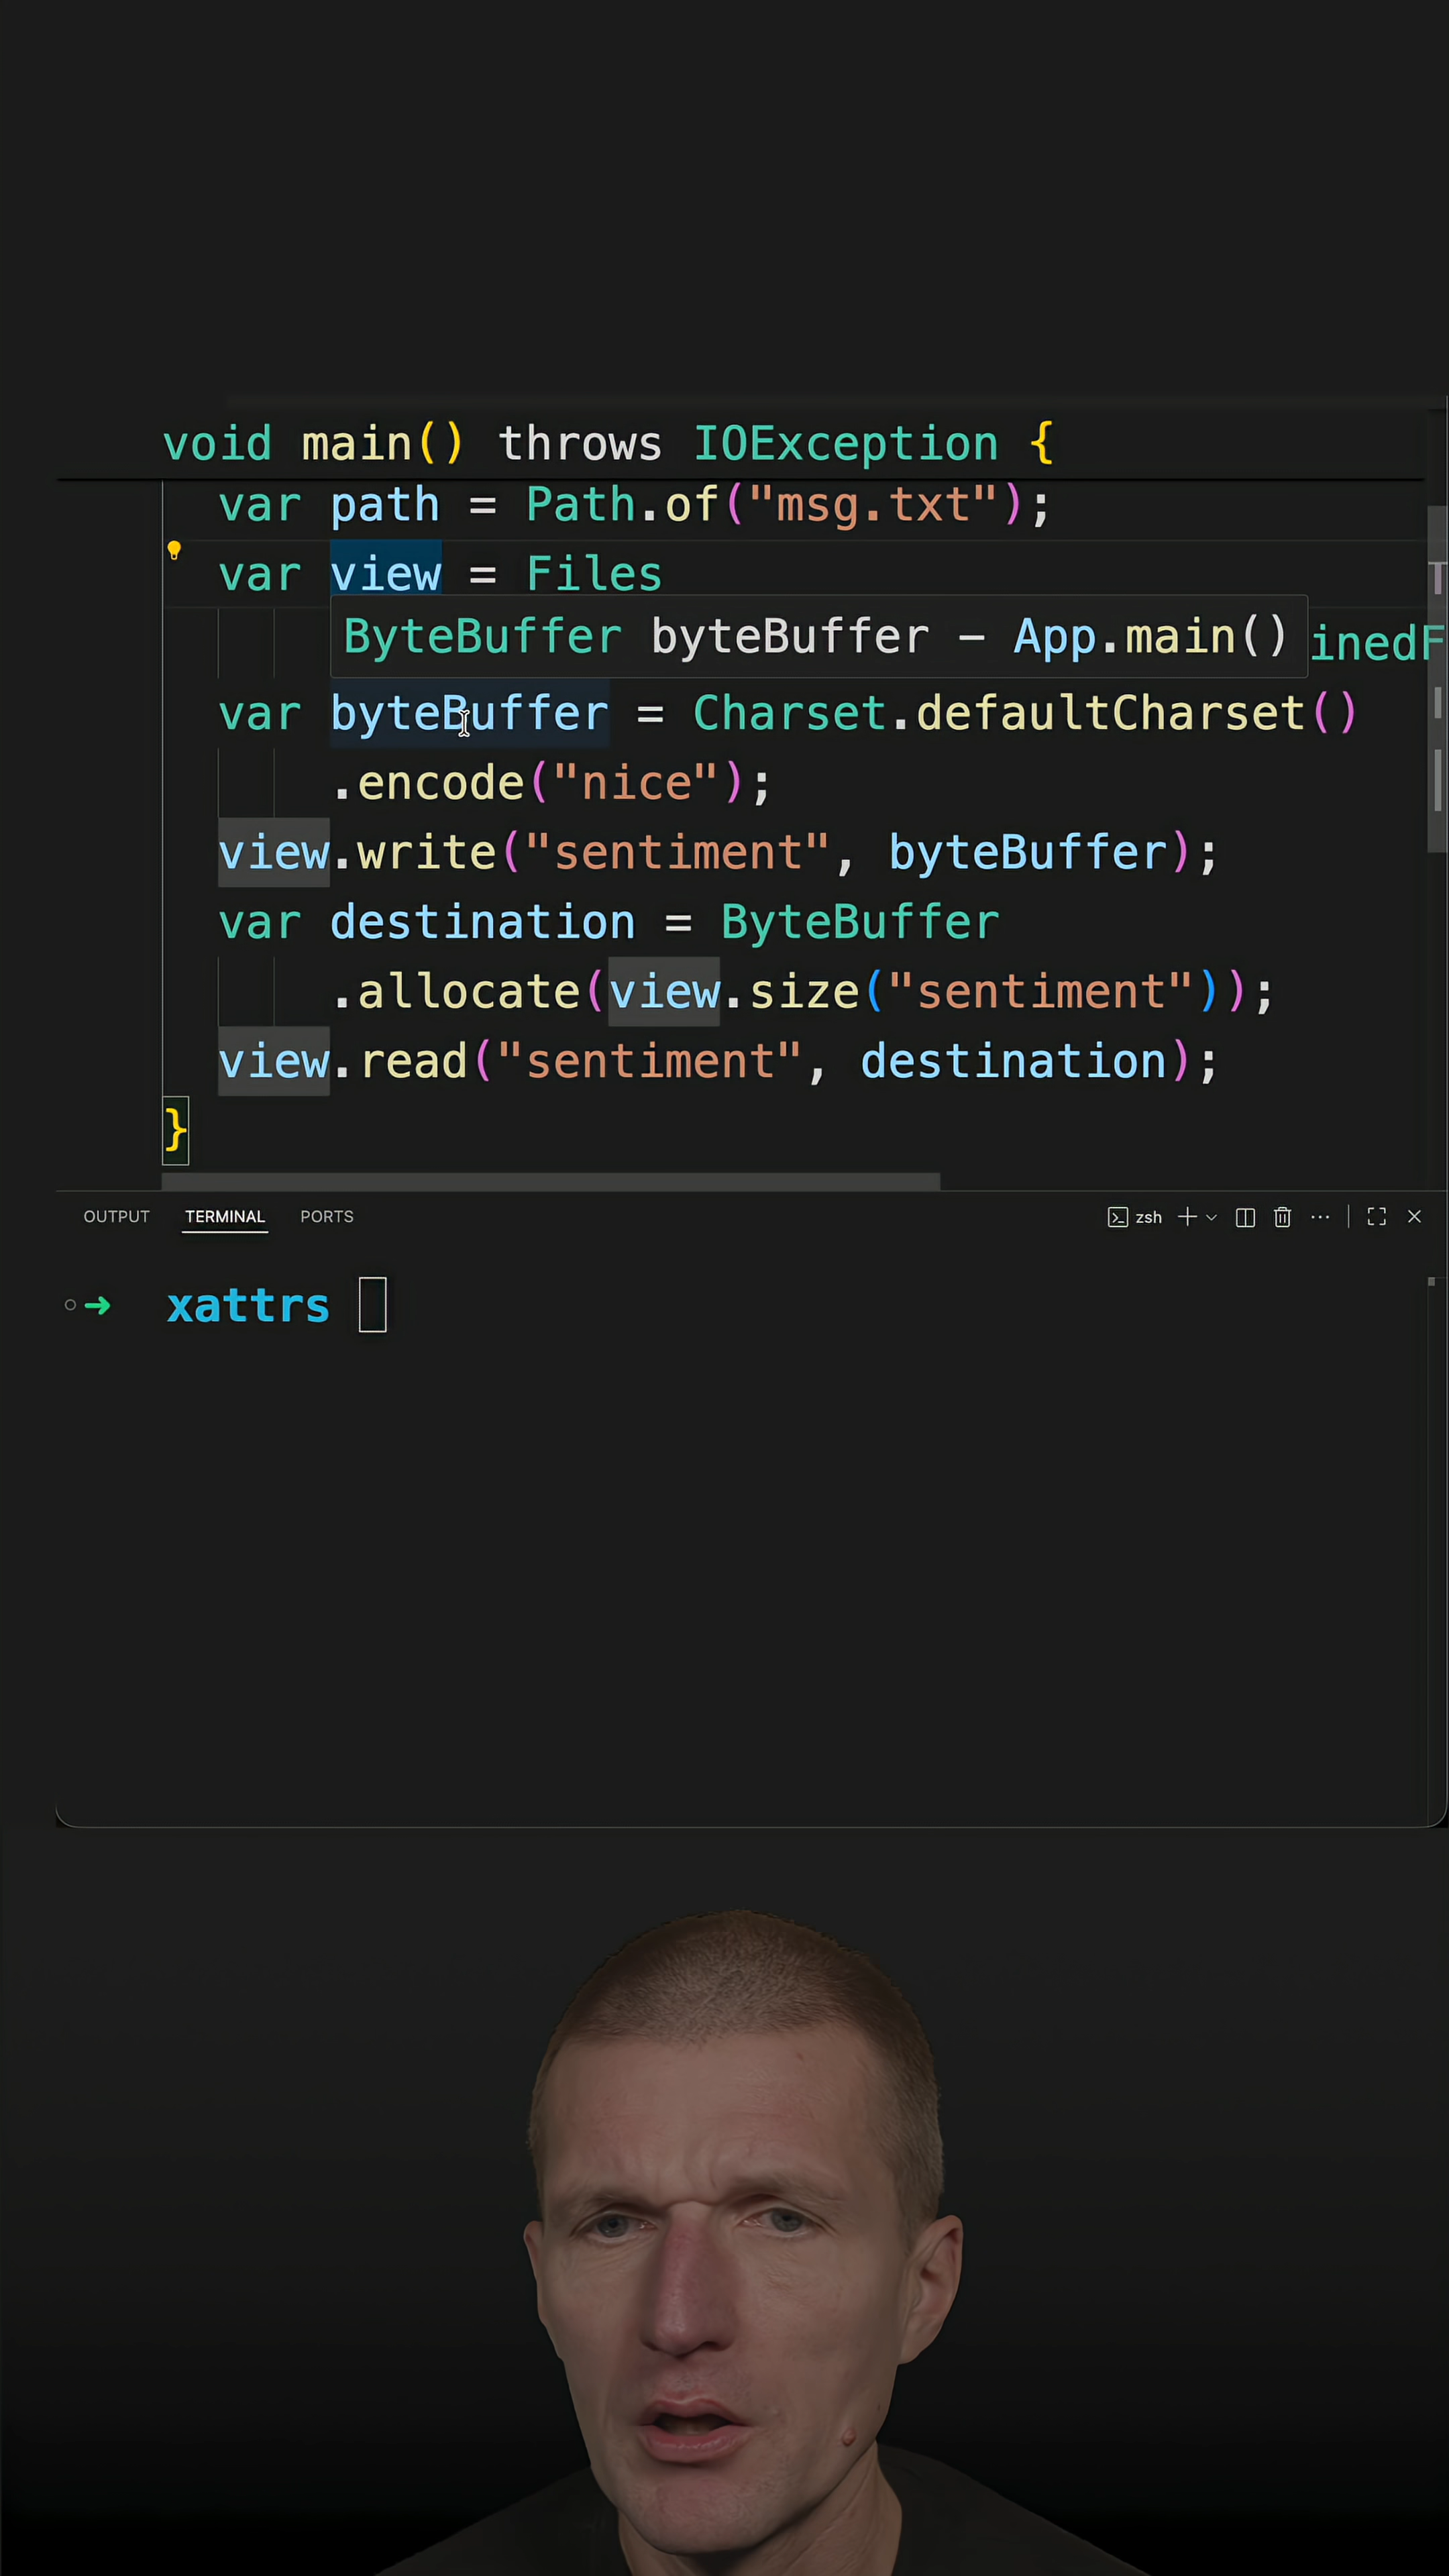 void main() throws IOException {
var path = Path.of("msg.txt");
var view = Files
ByteBuffer byteBuffer – App.main()
inedF
var byteBuffer = Charset.defaultCharset()
.encode("nice");
view.write("sentiment", byteBuffer);
var destination = ByteBuffer
.allocate(view.size("sentiment"));
view.read("sentiment", destination);
}
OUTPUT TERMINAL PORTS zsh
xattrs